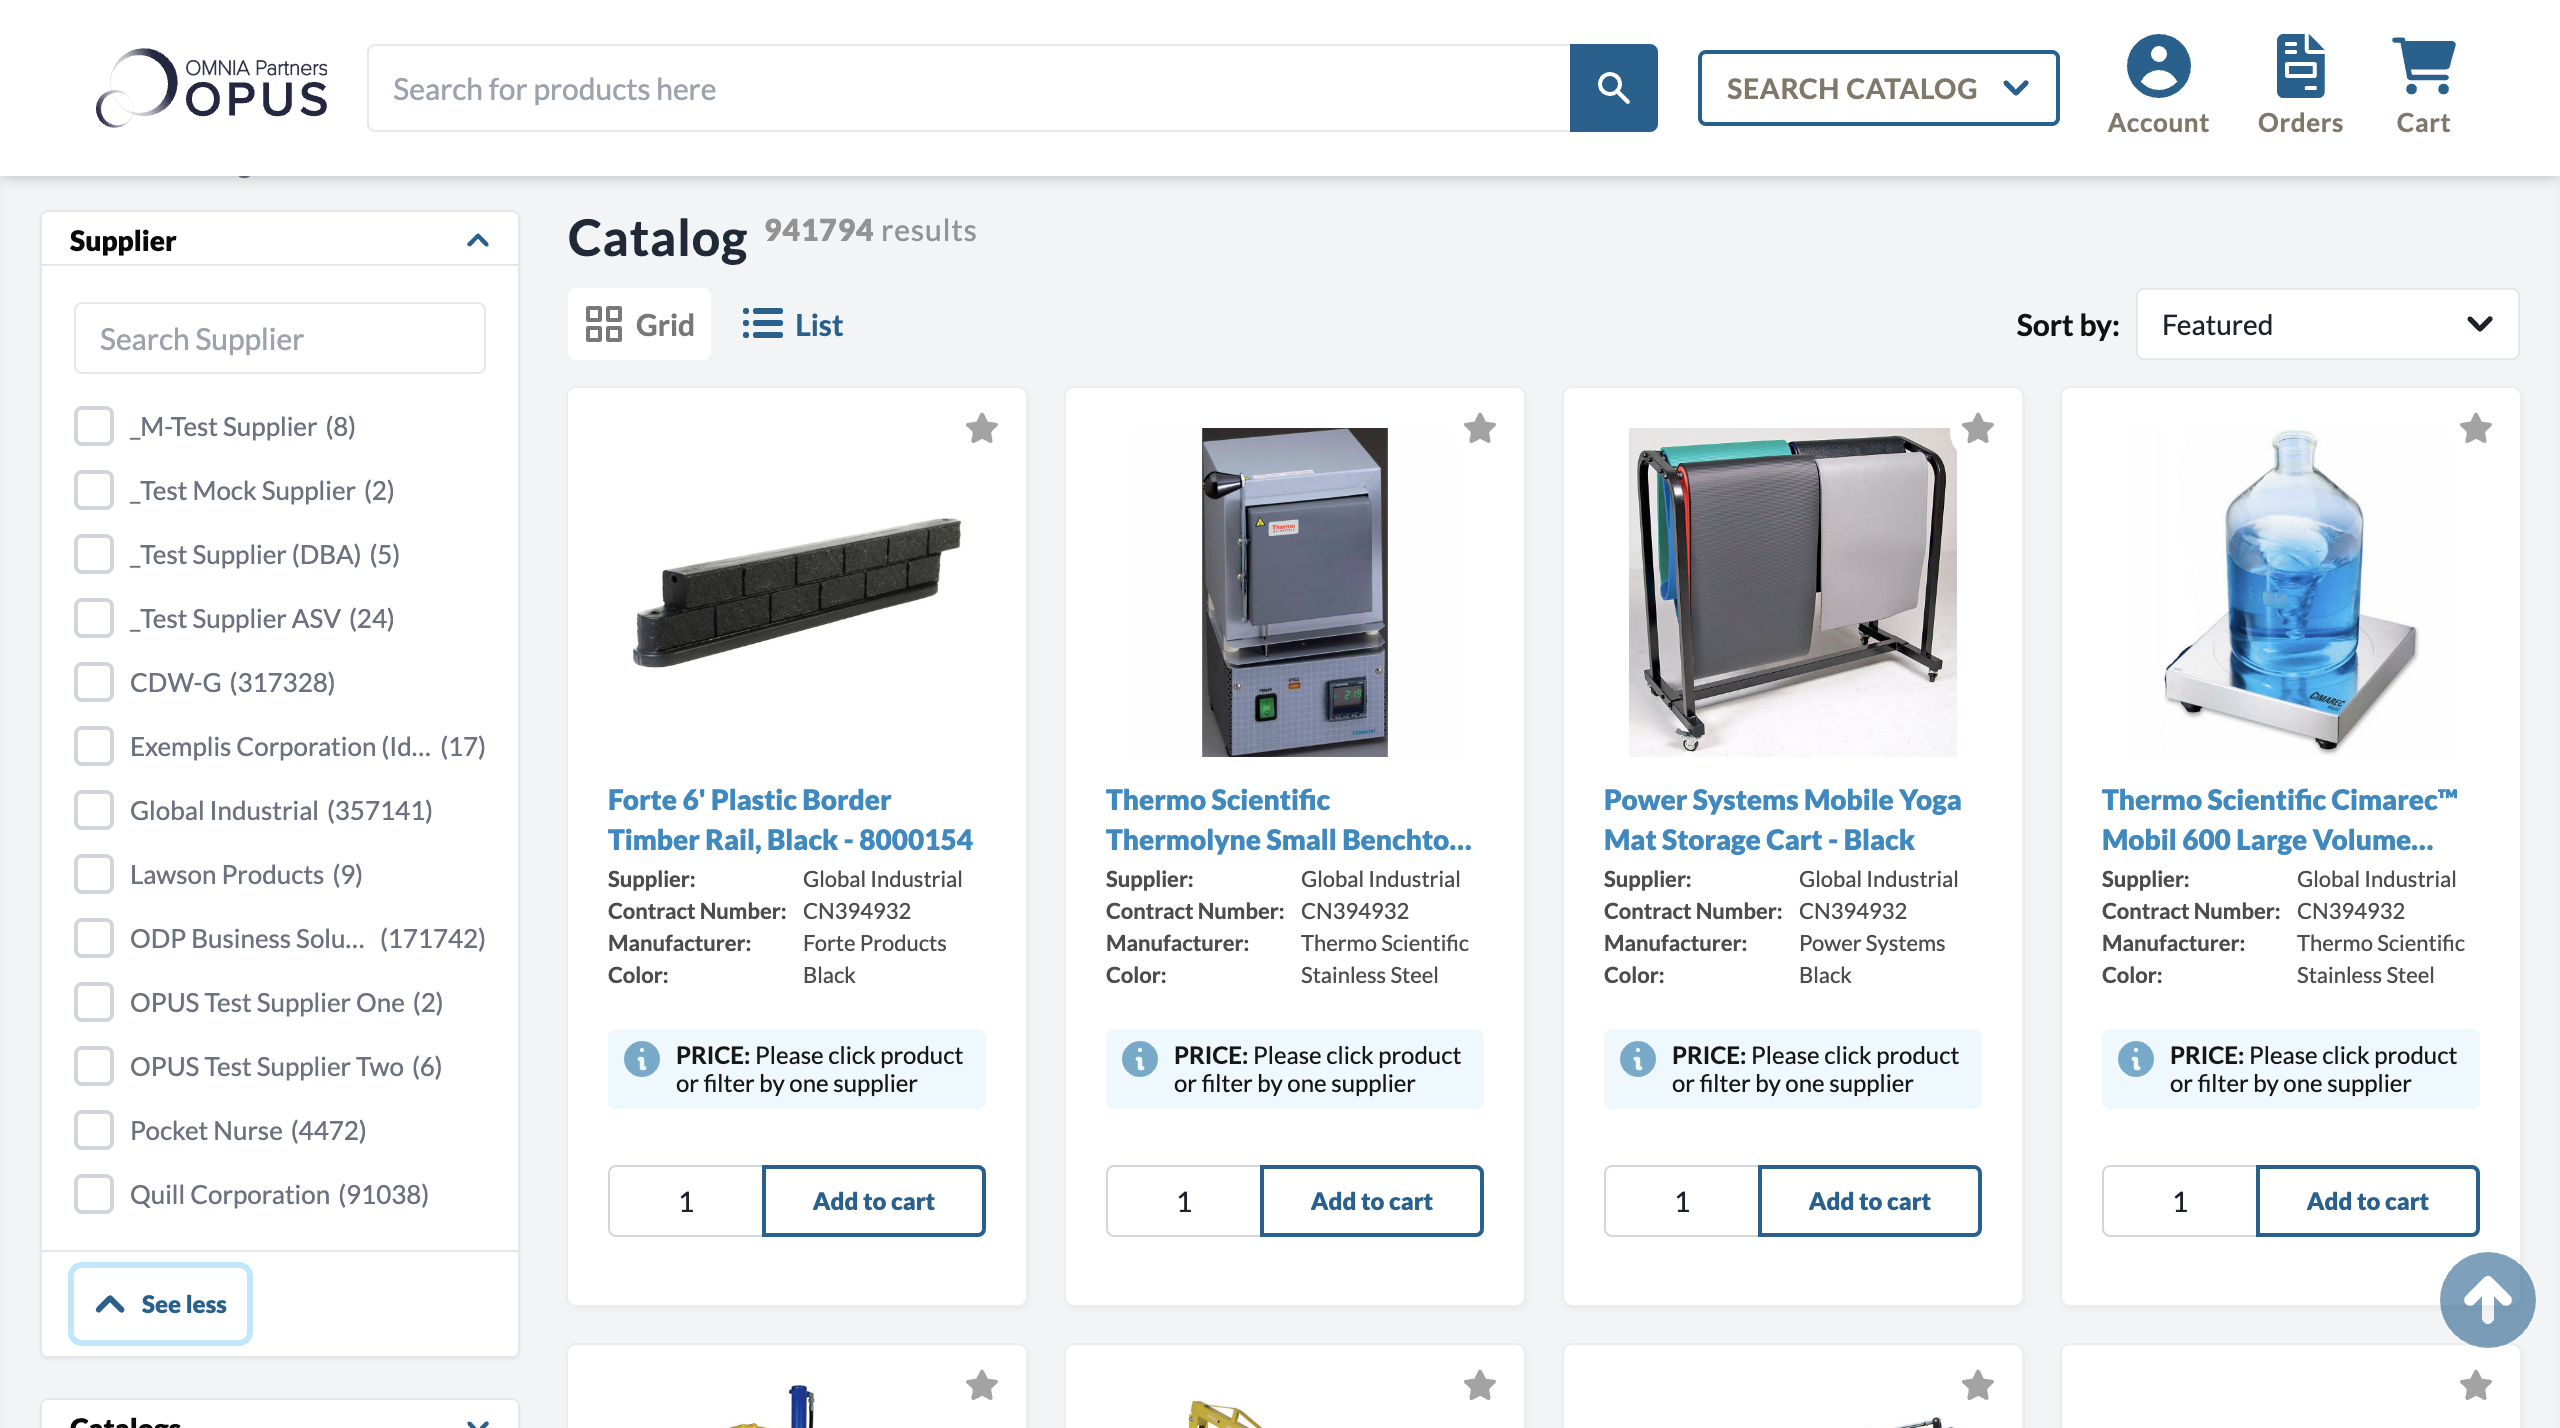 OMNIA Partners
OPUS
Search for products here
SEARCH CATALOG
Account
Orders
Cart
Supplier
Search Supplier
_M-Test Supplier (8)
_Test Mock Supplier (2)
_Test Supplier (DBA) (5)
_Test Supplier ASV (24)
CDW-G (317328)
Exemplis Corporation (Id... (17)
Global Industrial (357141)
Lawson Products (9)
ODP Business Solu... (171742)
OPUS Test Supplier One (2)
OPUS Test Supplier Two (6)
Pocket Nurse (4472)
Quill Corporation (91038)
See less
Catalogs
Catalog 941794 results
Grid
List
Sort by:
Featured
Forte 6' Plastic Border
Timber Rail, Black - 8000154
Supplier: Global Industrial
Contract Number: CN394932
Manufacturer: Forte Products
Color: Black
PRICE: Please click product
or filter by one supplier
1
Add to cart
Thermo
Thermo Scientific
Thermolyne Small Benchto...
Supplier: Global Industrial
Contract Number: CN394932
Manufacturer: Thermo Scientific
Color: Stainless Steel
PRICE: Please click product
or filter by one supplier
1
Add to cart
Power Systems Mobile Yoga
Mat Storage Cart - Black
Supplier: Global Industrial
Contract Number: CN394932
Manufacturer: Power Systems
Color: Black
PRICE: Please click product
or filter by one supplier
1
Add to cart
CIMAREC
Thermo Scientific Cimarec™
Mobil 600 Large Volume...
Supplier: Global Industrial
Contract Number: CN394932
Manufacturer: Thermo Scientific
Color: Stainless Steel
PRICE: Please click product
or filter by one supplier
1
Add to cart